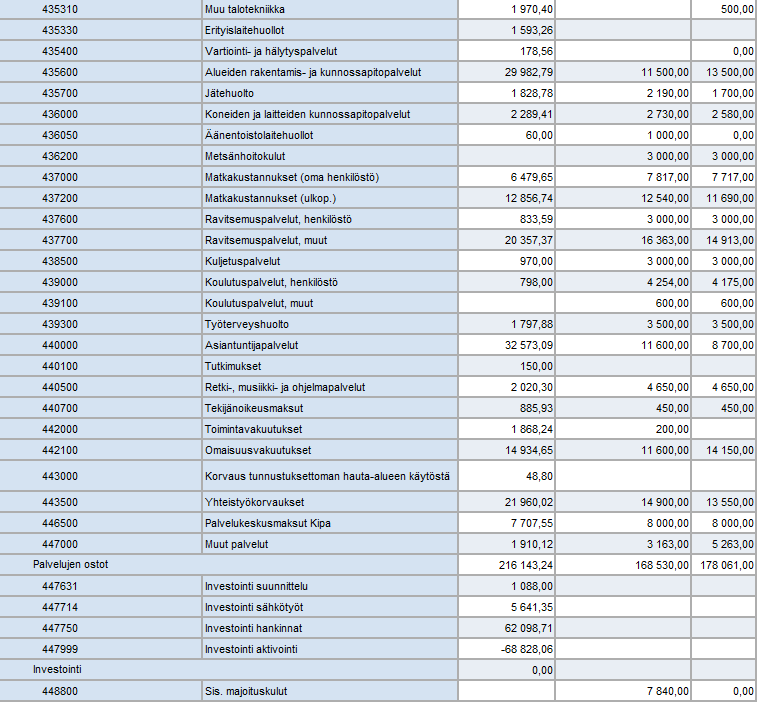 435310 Muu talotekniikka 1 970,40 500,00
435330 Erityislaitehuollot 1 593,26
435400 Vartiointi- ja hälytyspalvelut 178,56 0,00
435600 Alueiden rakentamis- ja kunnossapitopalvelut 29 982,79 11 500,00 13 500,00
435700 Jätehuolto 1 828,78 2 190,00 1 700,00
436000 Koneiden ja laitteiden kunnossapitopalvelut 2 289,41 2 730,00 2 580,00
436050 Äänentoistolaitehuollot 60,00 1 000,00 0,00
436200 Metsänhoitokulut 3 000,00 3 000,00
437000 Matkakustannukset (oma henkilöstö) 6 479,65 7 817,00 7 717,00
437200 Matkakustannukset (ulkop.) 12 856,74 12 540,00 11 690,00
437600 Ravitsemuspalvelut, henkilöstö 833,59 3 000,00 3 000,00
437700 Ravitsemuspalvelut, muut 20 357,37 16 363,00 14 913,00
438500 Kuljetuspalvelut 970,00 3 000,00 3 000,00
439000 Koulutuspalvelut, henkilöstö 798,00 4 254,00 4 175,00
439100 Koulutuspalvelut, muut 600,00 600,00
439300 Työterveyshuolto 1 797,88 3 500,00 3 500,00
440000 Asiantuntijapalvelut 32 573,09 11 600,00 8 700,00
440100 Tutkimukset 150,00
440500 Retki-, musiikki- ja ohjelmapalvelut 2 020,30 4 650,00 4 650,00
440700 Tekijänoikeusmaksut 885,93 450,00 450,00
442000 Toimintavakuutukset 1 868,24 200,00
442100 Omaisuusvakuutukset 14 934,65 11 600,00 14 150,00
443000 Korvaus tunnustuksettoman hauta-alueen käytöstä 48,80
443500 Yhteistyökorvaukset 21 960,02 14 900,00 13 550,00
446500 Palvelukeskusmaksut Kipa 7 707,55 8 000,00 8 000,00
447000 Muut palvelut 1 910,12 3 163,00 5 263,00
Palvelujen ostot 216 143,24 168 530,00 178 061,00
447631 Investointi suunnittelu 1 088,00
447714 Investointi sähkötyöt 5 641,35
447750 Investointi hankinnat 62 098,71
447999 Investointi aktivointi -68 828,06
Investointi 0,00
448800 Sis. majoituskulut 7 840,00 0,00